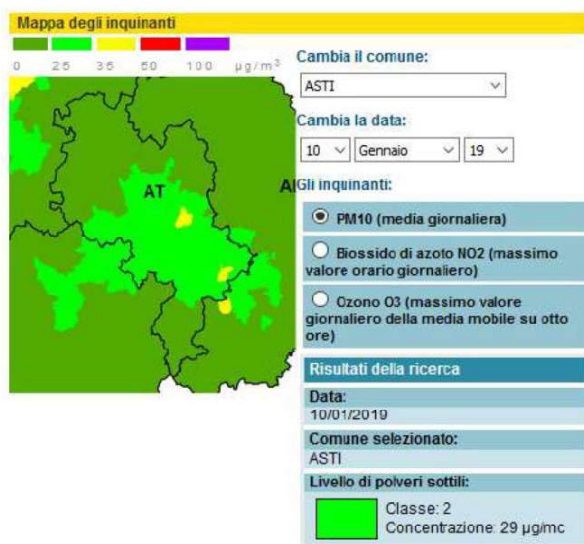 Mappa degli inquinanti
0 25 35 50 100 µg/m³
AT
Al
Cambia il comune:
ASTI
Cambia la data:
10 Gennaio 19
Gli inquinanti:
PM10 (media giornaliera)
Biossido di azoto NO2 (massimo
valore orario giornaliero)
Ozono O3 (massimo valore
giornaliero della media mobile su otto
ore)
Risultati della ricerca
Data:
10/01/2019
Comune selezionato:
ASTI
Livello di polveri sottili:
Classe: 2
Concentrazione: 29 µg/mc